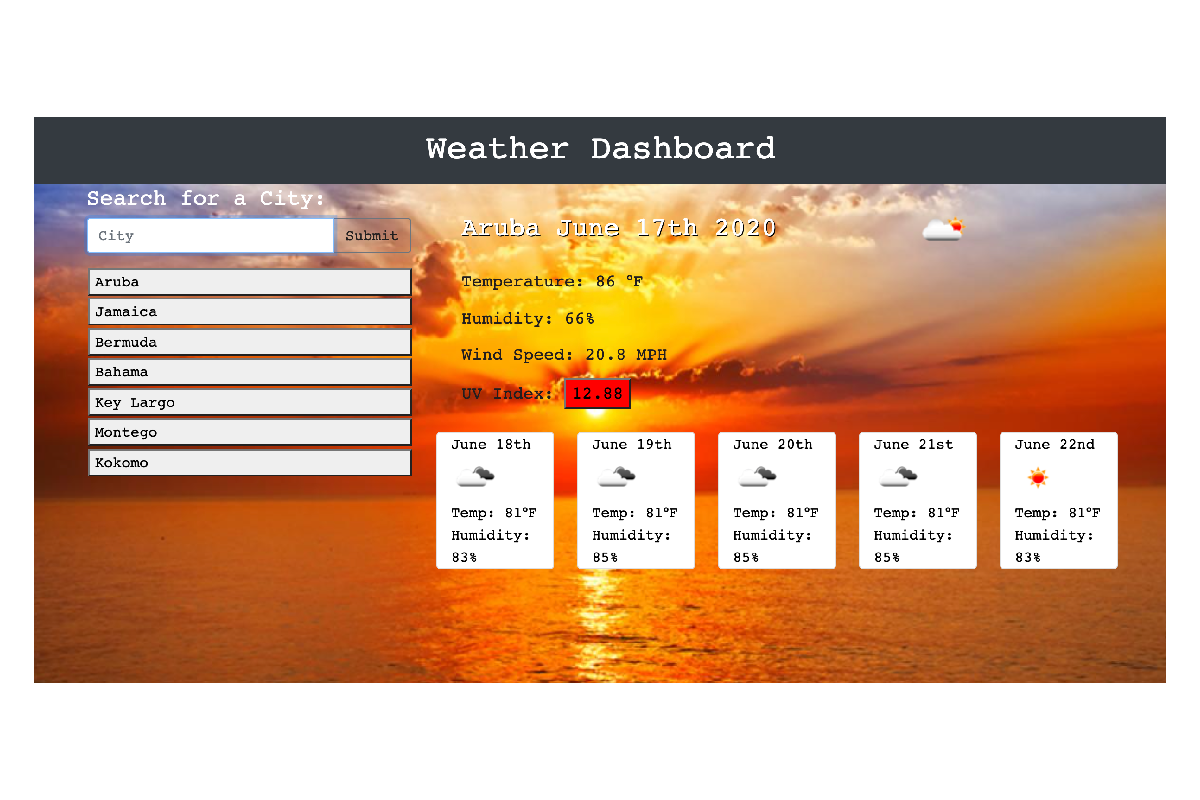 Weather Dashboard
Search for a City:
City
Submit
Aruba
Jamaica
Bermuda
Bahama
Key Largo
Montego
Kokomo
Aruba June 17th 2020
Temperature: 86 °F
Humidity: 66%
Wind Speed: 20.8 MPH
UV Index: 12.88
June 18th
Temp: 81°F
Humidity:
83%
June 19th
Temp: 81°F
Humidity:
85%
June 20th
Temp: 81°F
Humidity:
85%
June 21st
Temp: 81°F
Humidity:
85%
June 22nd
Temp: 81°F
Humidity:
83%